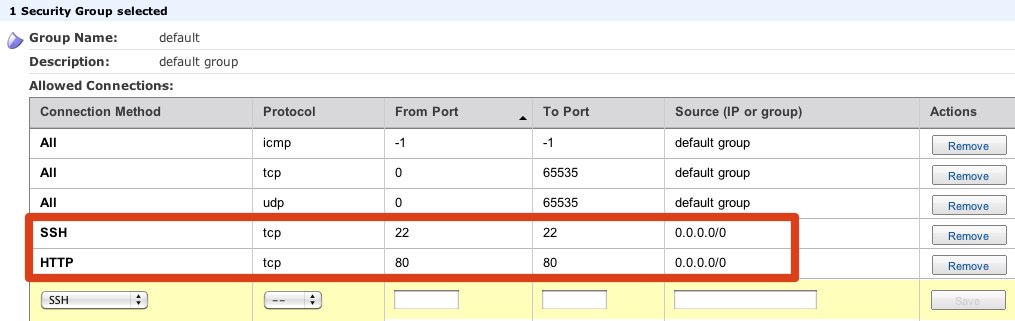 1 Security Group selected
Group Name: default
Description: default group
Allowed Connections:
Connection Method Protocol From Port To Port Source (IP or group) Actions
All icmp -1 -1 default group Remove
All tcp 0 65535 default group Remove
All udp 0 65535 default group Remove
SSH tcp 22 22 0.0.0.0/0 Remove
HTTP tcp 80 80 0.0.0.0/0 Remove
SSH -- Save